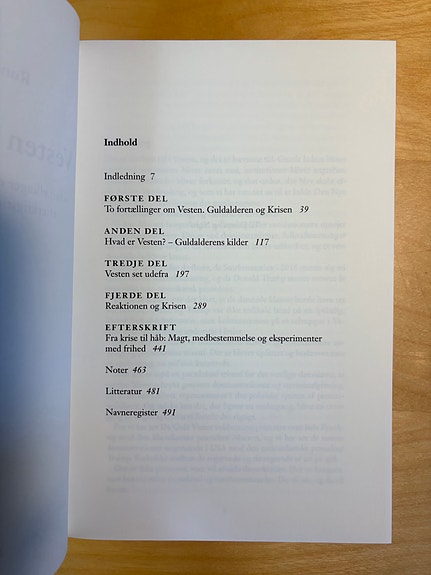 Indhold
Indledning 7
FØRSTE DEL
To fortællinger om Vesten. Guldalderen og Krisen 39
ANDEN DEL
Hvad er Vesten? – Guldalderens kilder 117
TREDJE DEL
Vesten set udefra 197
FJERDE DEL
Reaktionen og Krisen 289
EFTERSKRIFT
Fra krise til håb: Magt, medbestemmelse og eksperimenter
med frihed 441
Noter 463
Litteratur 481
Navneregister 491